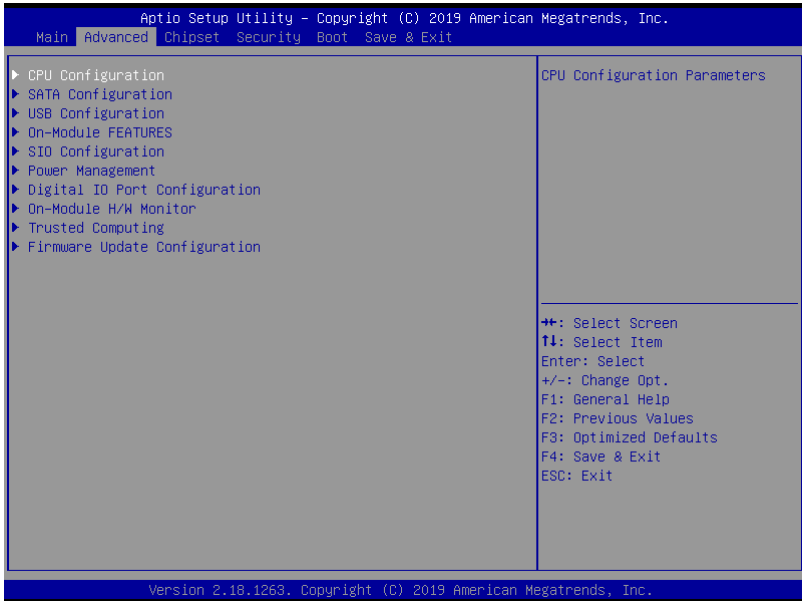 Aptio Setup Utility – Copyright (C) 2019 American Megatrends, Inc.
Main Advanced Chipset Security Boot Save & Exit
▶ CPU Configuration
▶ SATA Configuration
▶ USB Configuration
▶ On-Module FEATURES
▶ SIO Configuration
▶ Power Management
▶ Digital IO Port Configuration
▶ On-Module H/W Monitor
▶ Trusted Computing
▶ Firmware Update Configuration
CPU Configuration Parameters
→←: Select Screen
↑↓: Select Item
Enter: Select
+/-: Change Opt.
F1: General Help
F2: Previous Values
F3: Optimized Defaults
F4: Save & Exit
ESC: Exit
Version 2.18.1263. Copyright (C) 2019 American Megatrends, Inc.